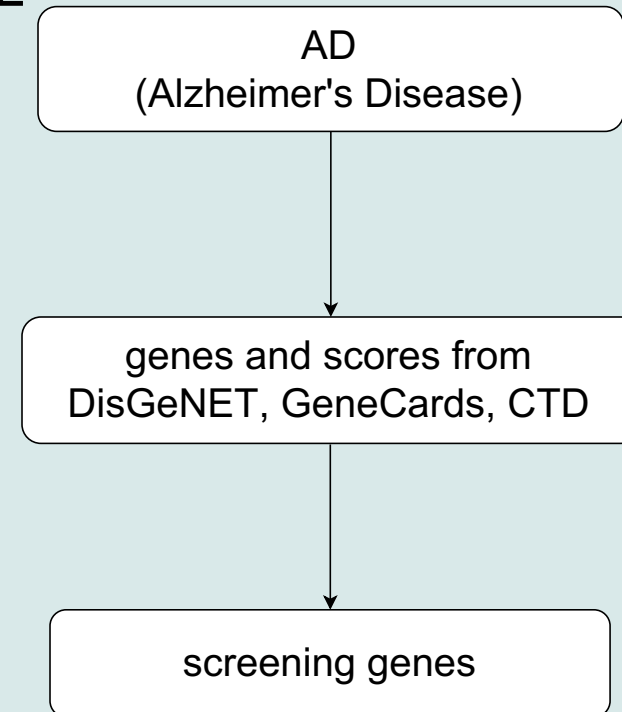 AD
(Alzheimer's Disease)
genes and scores from
DisGeNET, GeneCards, CTD
screening genes